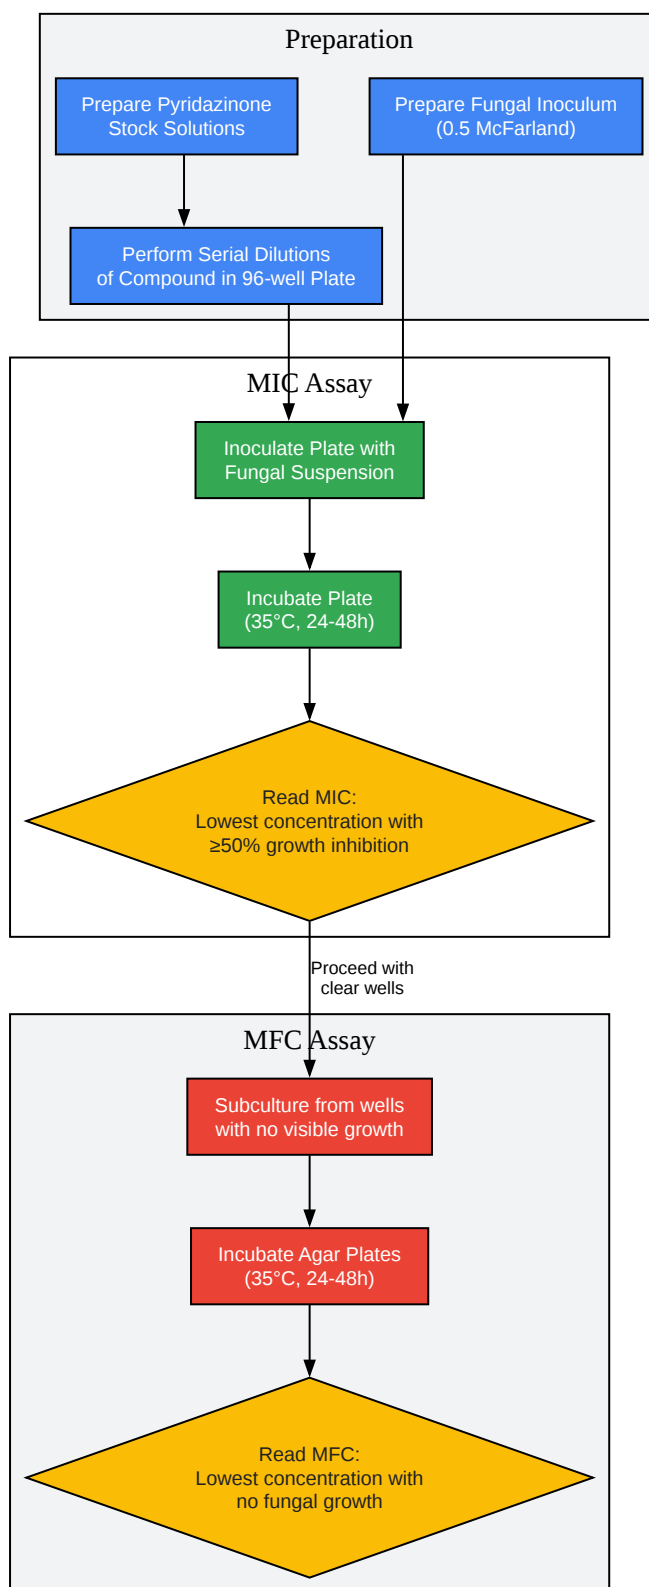 Preparation
Prepare Pyridazinone
Stock Solutions
Prepare Fungal Inoculum
(0.5 McFarland)
Perform Serial Dilutions
of Compound in 96-well Plate
MIC Assay
Inoculate Plate with
Fungal Suspension
Incubate Plate
(35°C, 24-48h)
Read MIC:
Lowest concentration with
≥50% growth inhibition
Proceed with
clear wells
MFC Assay
Subculture from wells
with no visible growth
Incubate Agar Plates
(35°C, 24-48h)
Read MFC:
Lowest concentration with
no fungal growth